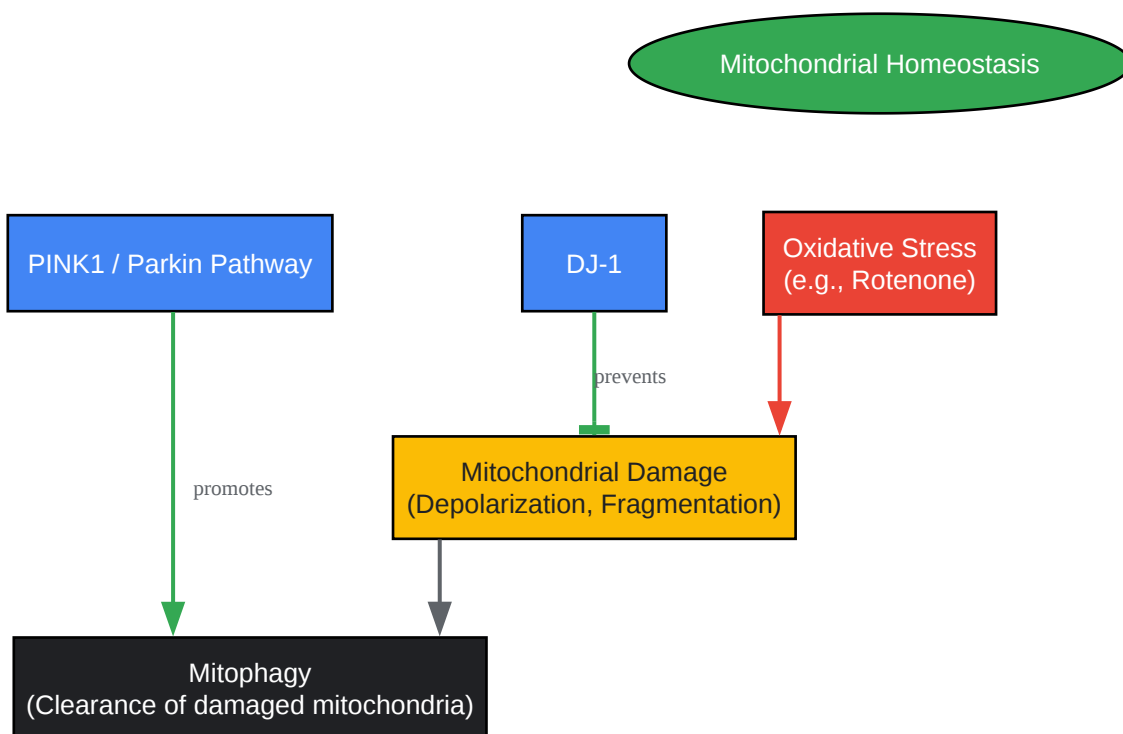 Mitochondrial Homeostasis
PINK1 / Parkin Pathway
DJ-1
Oxidative Stress
(e.g., Rotenone)
prevents
Mitochondrial Damage
(Depolarization, Fragmentation)
promotes
Mitophagy
(Clearance of damaged mitochondria)